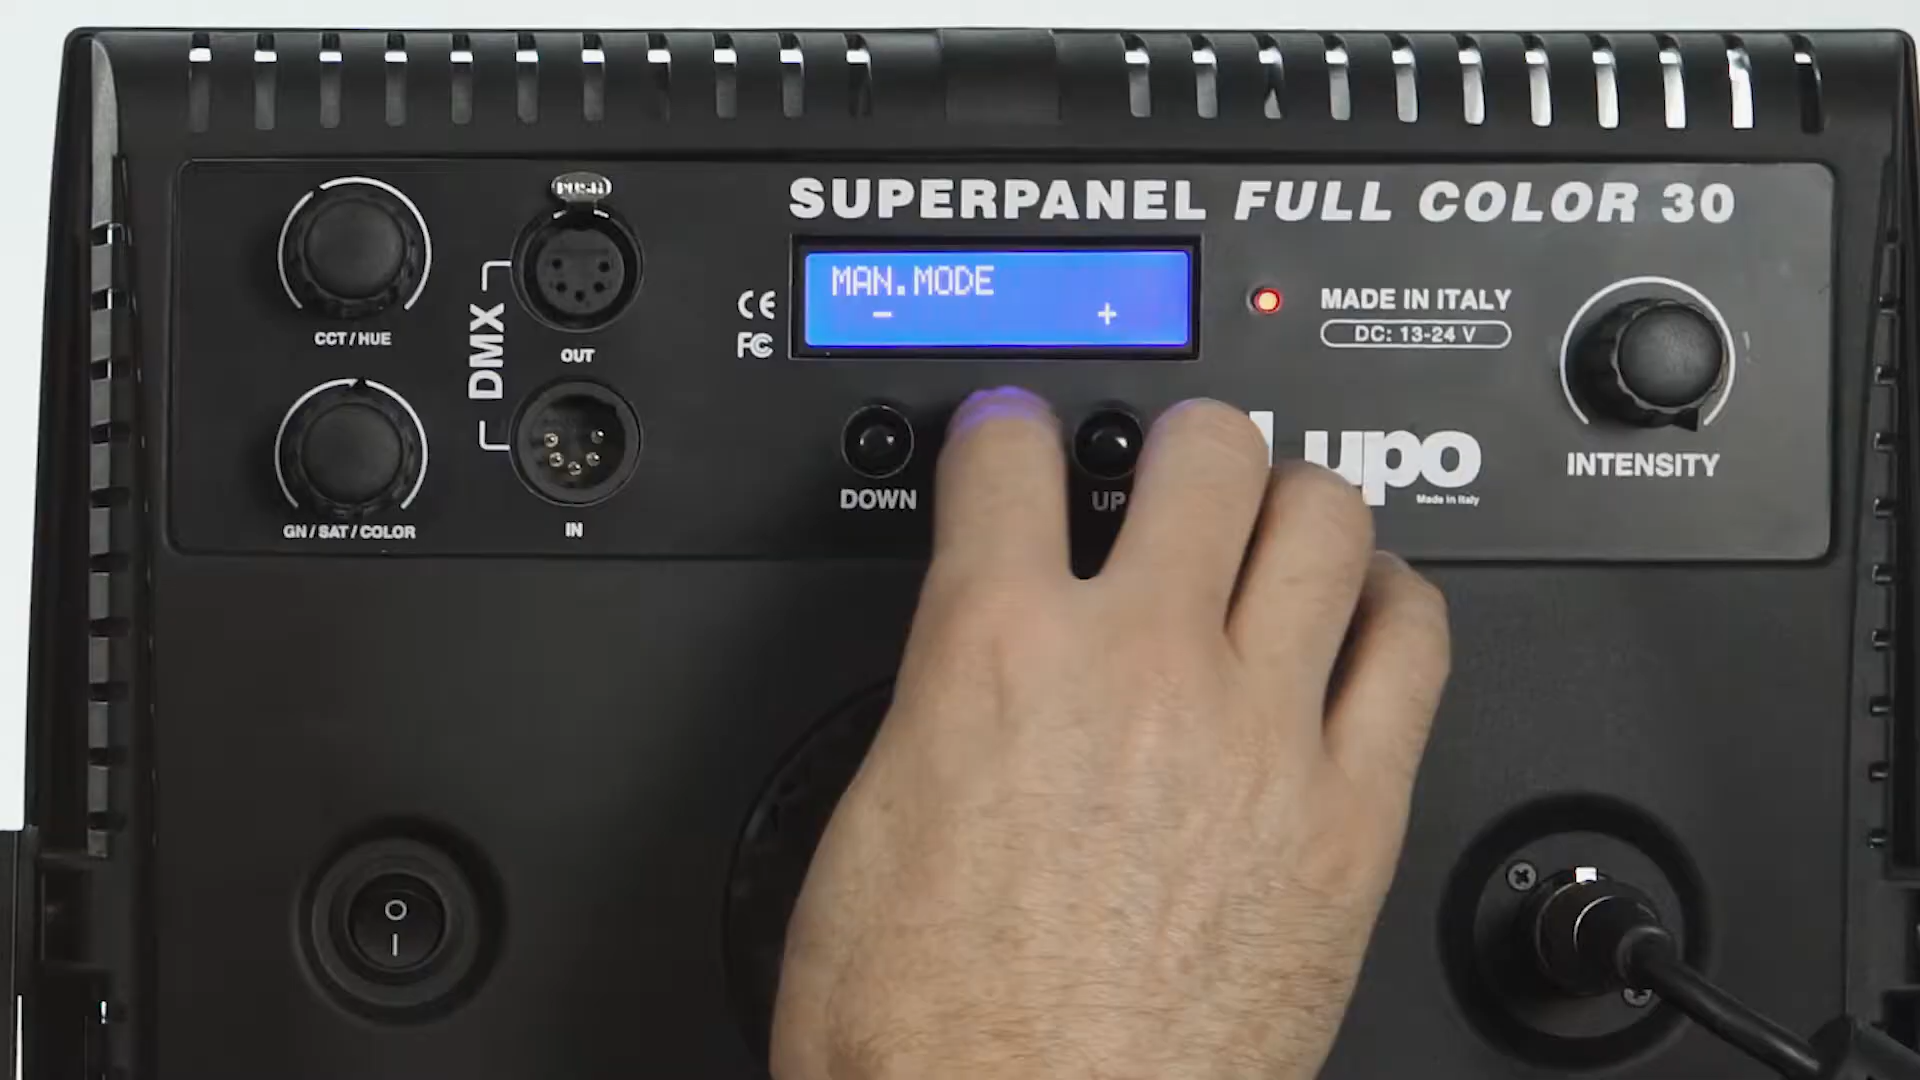 PUSH
SUPERPANEL FULL COLOR 30
MAN.MODE
- +
CE
FC
MADE IN ITALY
DC: 13-24 V
CCT / HUE
DMX
OUT
IN
GN / SAT / COLOR
DOWN
UP
Lupo
Made in Italy
INTENSITY
O
I